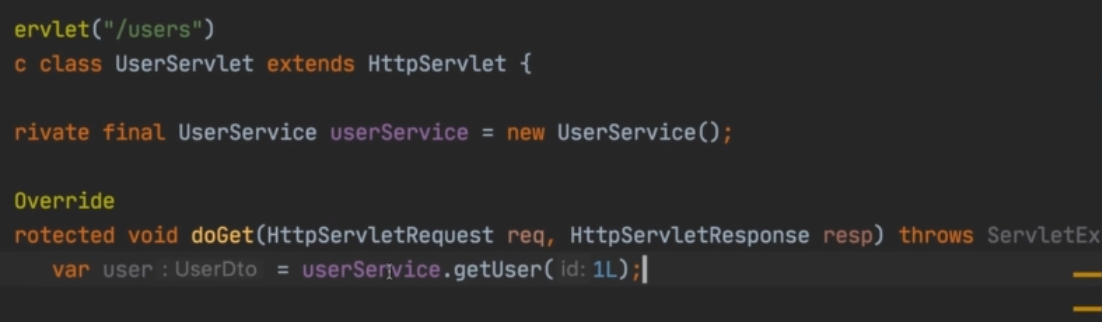 ervlet("/users")
c class UserServlet extends HttpServlet {
rivate final UserService userService = new UserService();
Override
rotected void doGet(HttpServletRequest req, HttpServletResponse resp) throws ServletEx
var user : UserDto = userService.getUser( id: 1L);